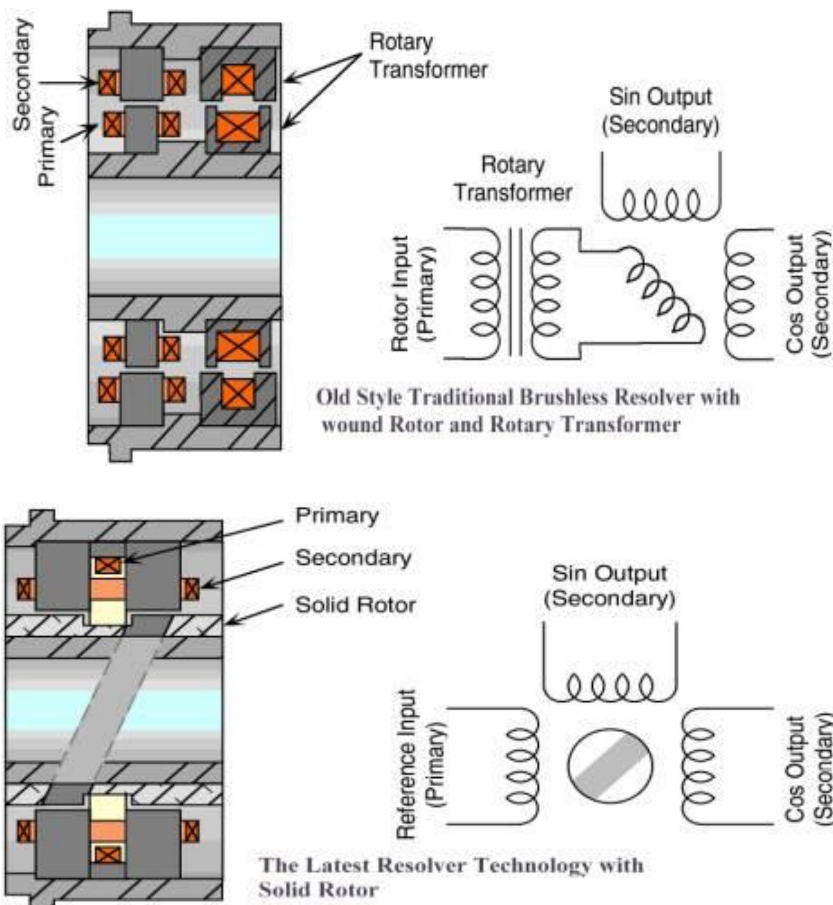 Secondary
Primary
Rotary
Transformer
Sin Output
(Secondary)
Rotary
Transformer
Rotor Input
(Primary)
Cos Output
(Secondary)
Old Style Traditional Brushless Resolver with
wound Rotor and Rotary Transformer
Primary
Secondary
Solid Rotor
Sin Output
(Secondary)
Reference Input
(Primary)
Cos Output
(Secondary)
The Latest Resolver Technology with
Solid Rotor